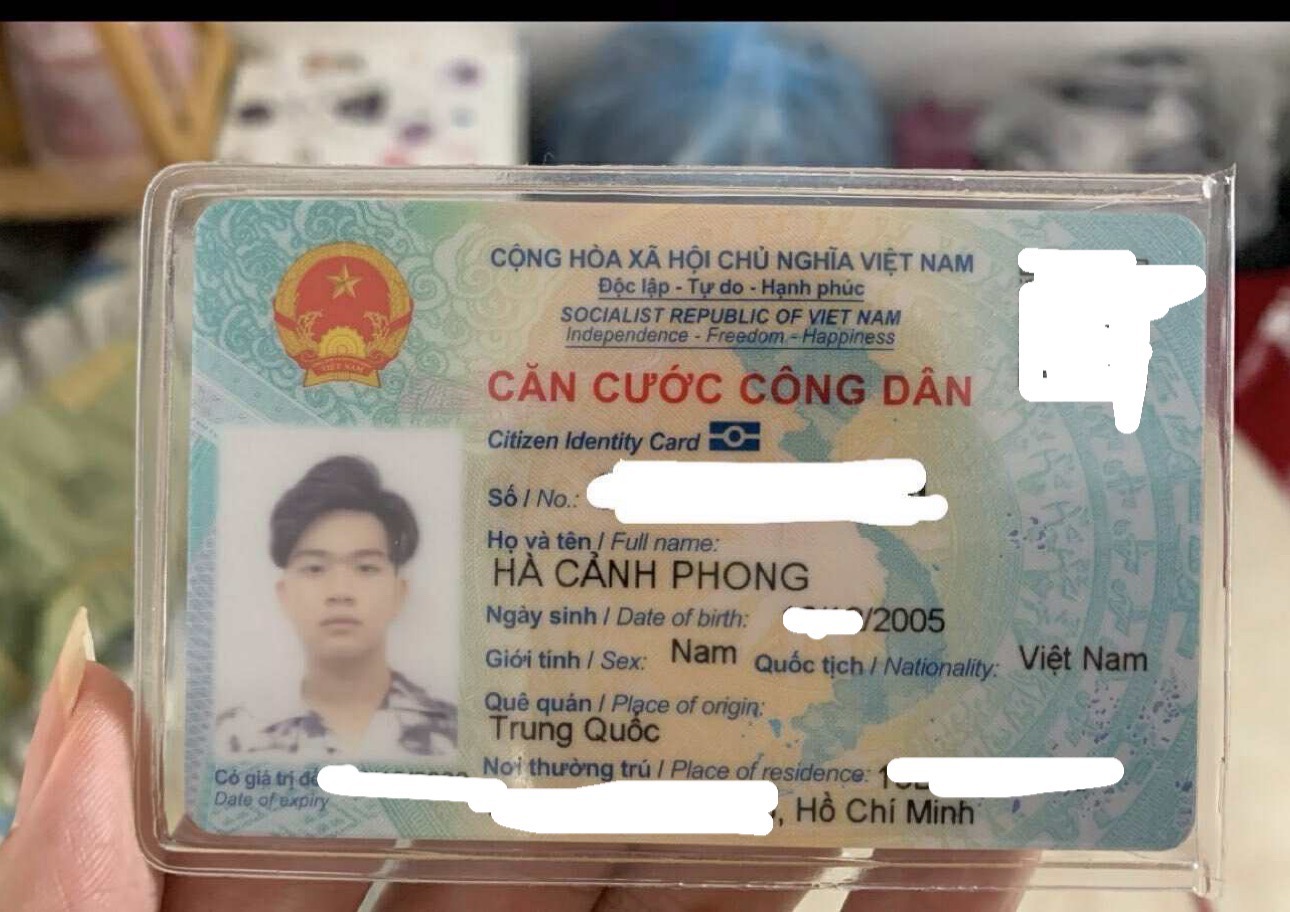 CỘNG HÒA XÃ HỘI CHỦ NGHĨA VIỆT NAM
Độc lập - Tự do - Hạnh phúc
SOCIALIST REPUBLIC OF VIET NAM
Independence - Freedom - Happiness
CĂN CƯỚC CÔNG DÂN
Citizen Identity Card
Số / No.:
Họ và tên / Full name:
HÀ CẢNH PHONG
Ngày sinh / Date of birth: /2005
Giới tính / Sex: Nam Quốc tịch / Nationality: Việt Nam
Quê quán / Place of origin:
Trung Quốc
Nơi thường trú / Place of residence:
, Hồ Chí Minh
Có giá trị
Date of expiry
VIỆT NAM